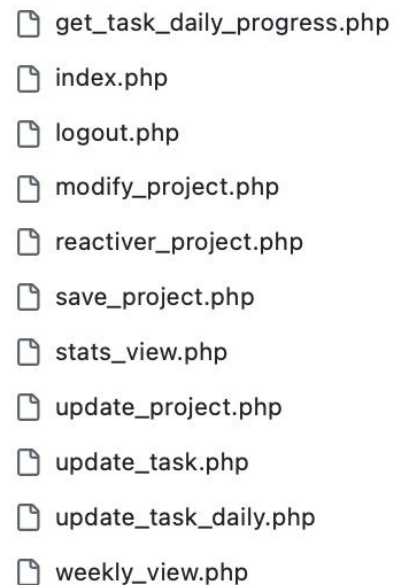 get_task_daily_progress.php
index.php
logout.php
modify_project.php
reactiver_project.php
save_project.php
stats_view.php
update_project.php
update_task.php
update_task_daily.php
weekly_view.php